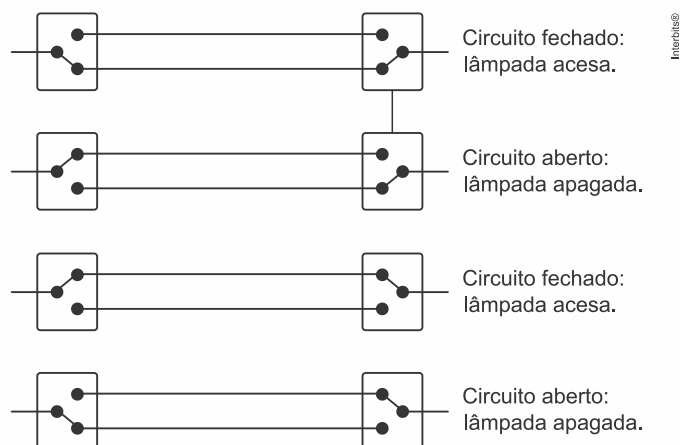 Circuito fechado:
lâmpada acesa.
Interbits®
Circuito aberto:
lâmpada apagada.
Circuito fechado:
lâmpada acesa.
Circuito aberto:
lâmpada apagada.